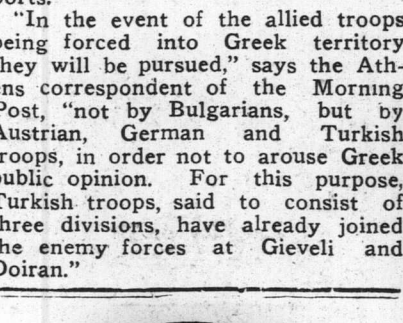 ports.
"In the event of the allied troops
being forced into Greek territory
they will be pursued," says the Ath-
ens correspondent of the Morning
Post, "not by Bulgarians, but by
Austrian, German and Turkish
troops, in order not to arouse Greek
public opinion. For this purpose,
Turkish troops, said to consist of
three divisions, have already joined
the enemy forces at Gieveli and
Doiran."